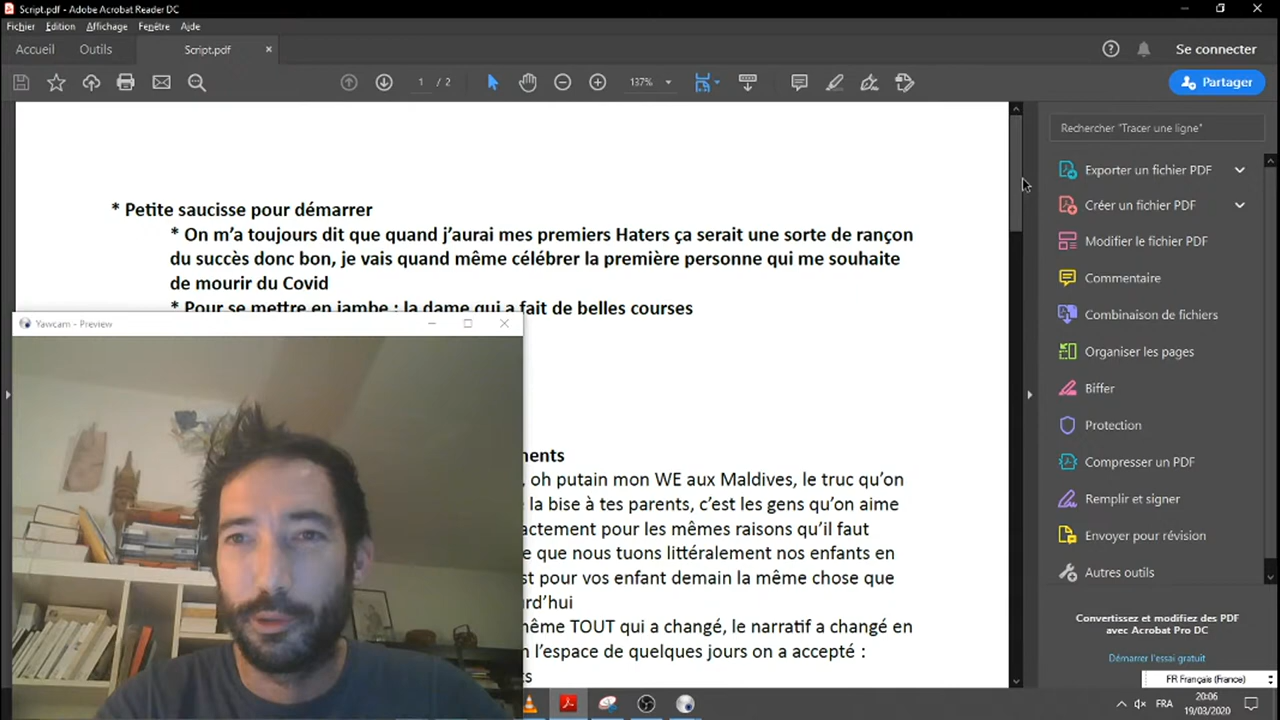 Script.pdf - Adobe Acrobat Reader DC
Fichier Edition Affichage Fenêtre Aide
Accueil Outils Script.pdf × Se connecter
1 / 2 137% Partager
Rechercher "Tracer une ligne"
Exporter un fichier PDF
Créer un fichier PDF
Modifier le fichier PDF
Commentaire
Combinaison de fichiers
Organiser les pages
Biffer
Protection
Compresser un PDF
Remplir et signer
Envoyer pour révision
Autres outils
Convertissez et modifiez des PDF
avec Acrobat Pro DC
Démarrer l'essai gratuit
* Petite saucisse pour démarrer
* On m'a toujours dit que quand j'aurai mes premiers Haters ça serait une sorte de rançon
du succès donc bon, je vais quand même célébrer la première personne qui me souhaite
de mourir du Covid
* Pour se mettre en jambe : la dame qui a fait de belles courses
Yawcam - Preview
ments
, oh putain mon WE aux Maldives, le truc qu'on
la bise à tes parents, c'est les gens qu'on aime
actement pour les mêmes raisons qu'il faut
e que nous tuons littéralement nos enfants en
st pour vos enfant demain la même chose que
urd'hui
nême TOUT qui a changé, le narratif a changé en
n l'espace de quelques jours on a accepté :
s
FR Français (France)
FRA
20:06
19/03/2020